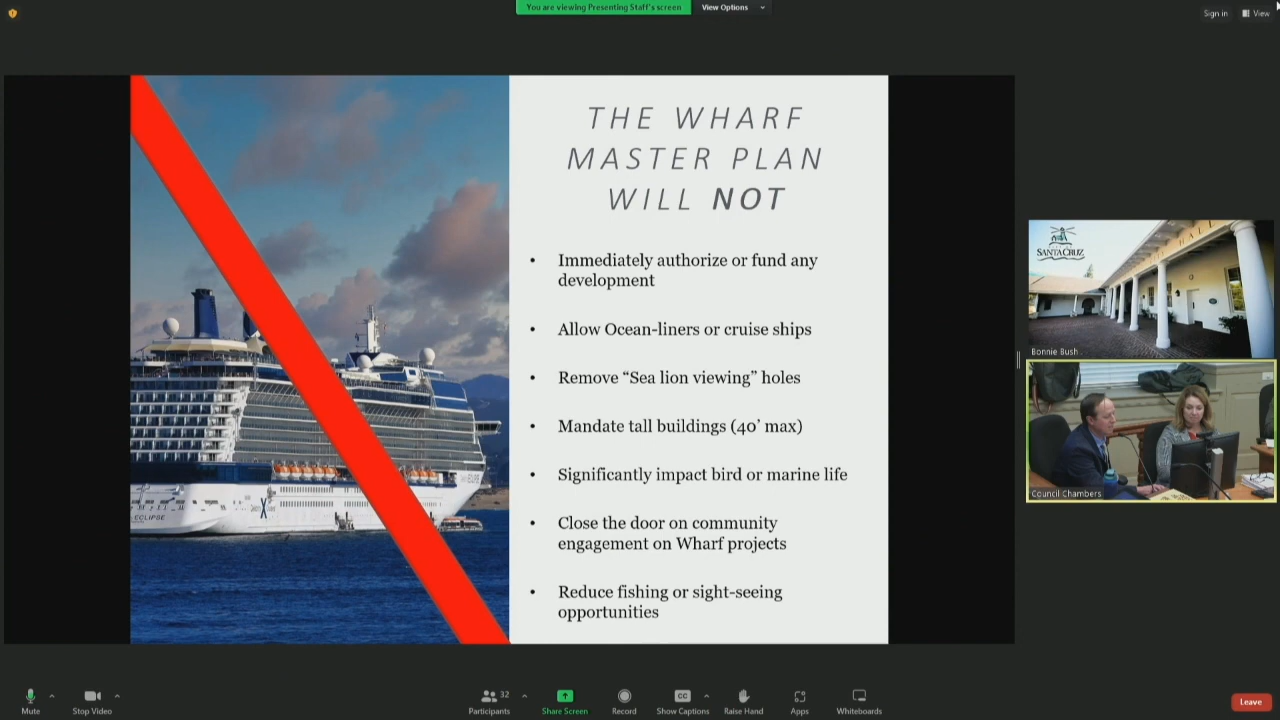 You are viewing Presenting Staff's screen
View Options
Sign in
View
THE WHARF
MASTER PLAN
WILL NOT
• Immediately authorize or fund any
development
• Allow Ocean-liners or cruise ships
• Remove “Sea lion viewing” holes
• Mandate tall buildings (40’ max)
• Significantly impact bird or marine life
• Close the door on community
engagement on Wharf projects
• Reduce fishing or sight-seeing
opportunities
ECLIPSE
SANTA CRUZ
HALL
Bonnie Bush
Council Chambers
Mute
Stop Video
Participants
32
Share Screen
Record
CC
Show Captions
Raise Hand
Apps
Whiteboards
Leave